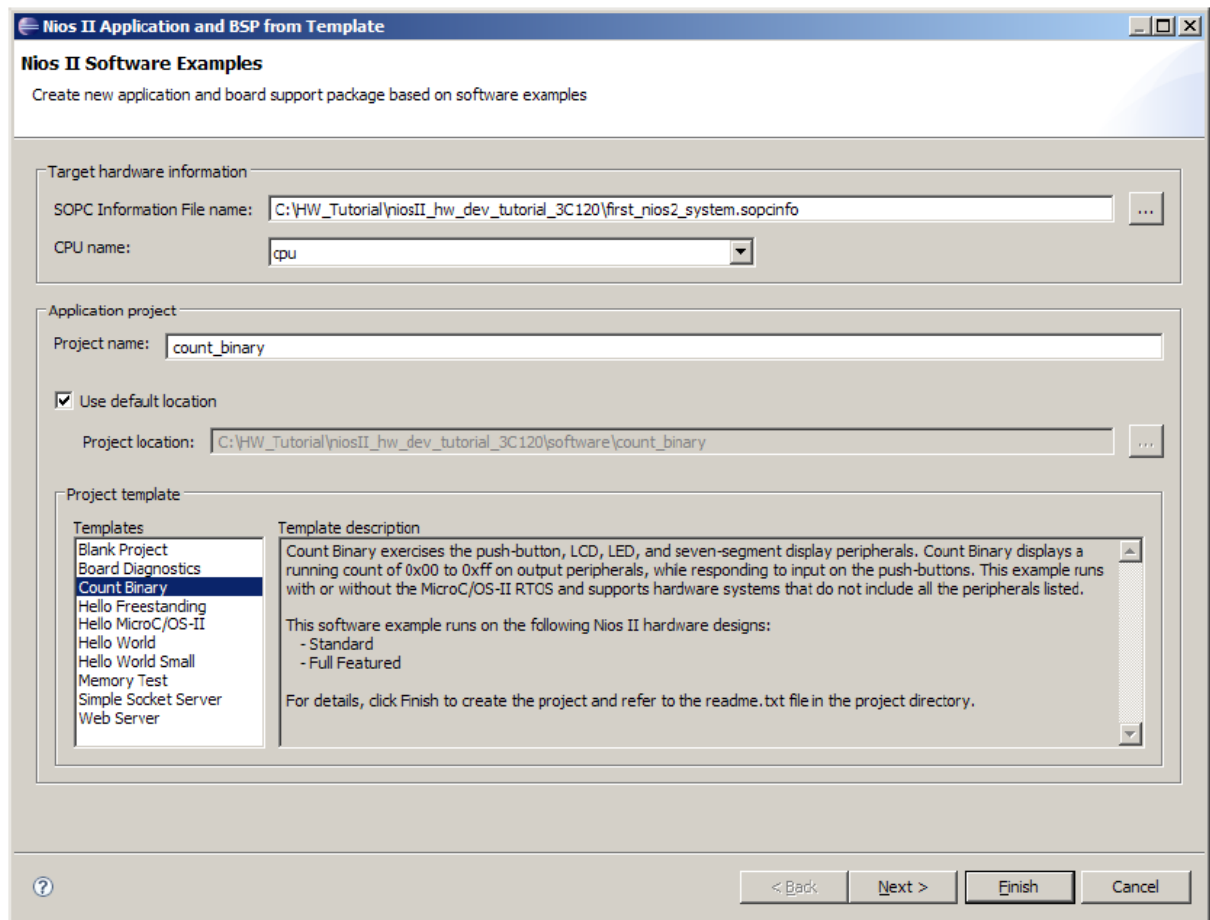 Nios II Application and BSP from Template
Nios II Software Examples
Create new application and board support package based on software examples
Target hardware information
SOPC Information File name: C:\HW_Tutorial\niosII_hw_dev_tutorial_3C120\first_nios2_system.sopcinfo ...
CPU name: cpu
Application project
Project name: count_binary
Use default location
Project location: C:\HW_Tutorial\niosII_hw_dev_tutorial_3C120\software\count_binary ...
Project template
Templates
Blank Project
Board Diagnostics
Count Binary
Hello Freestanding
Hello MicroC/OS-II
Hello World
Hello World Small
Memory Test
Simple Socket Server
Web Server
Template description
Count Binary exercises the push-button, LCD, LED, and seven-segment display peripherals. Count Binary displays a
running count of 0x00 to 0xff on output peripherals, while responding to input on the push-buttons. This example runs
with or without the MicroC/OS-II RTOS and supports hardware systems that do not include all the peripherals listed.
This software example runs on the following Nios II hardware designs:
- Standard
- Full Featured
For details, click Finish to create the project and refer to the readme.txt file in the project directory.
? < Back Next > Finish Cancel